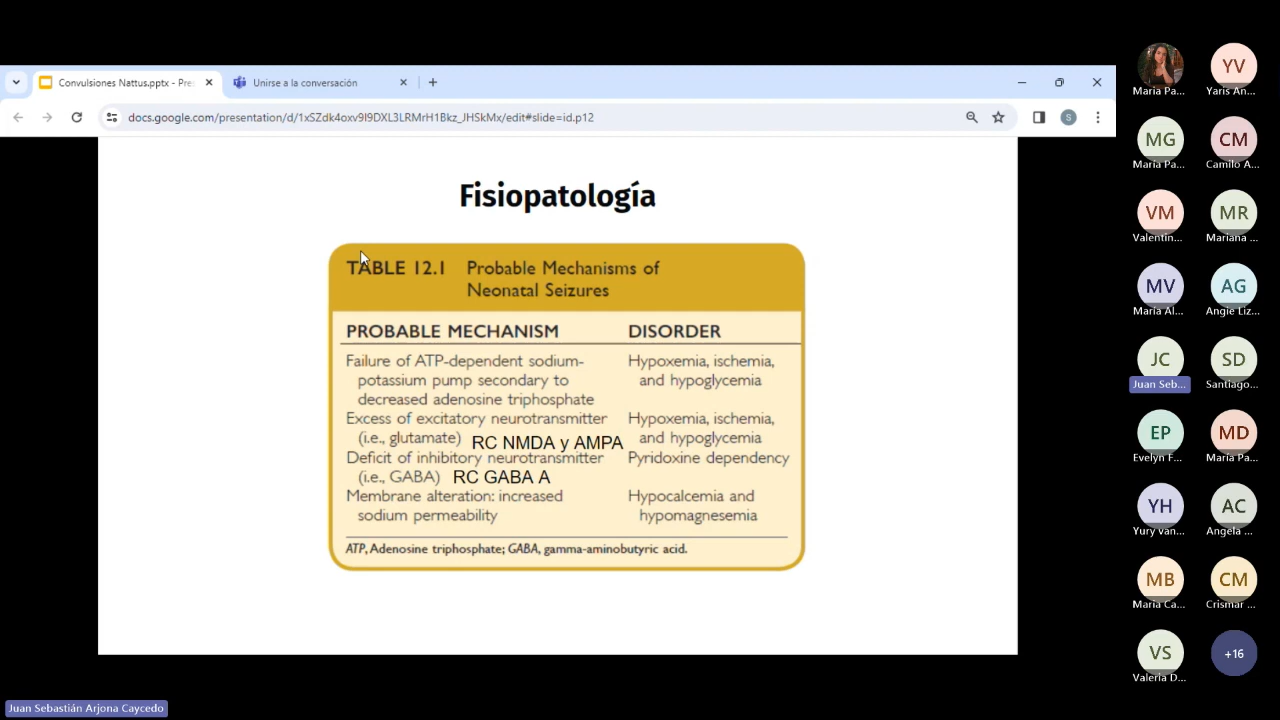 Convulsiones Nattus.pptx - Pre
Unirse a la conversación
docs.google.com/presentation/d/1xSZdk4oxv9I9DXL3LRMrH1Bkz_JHSkMx/edit#slide=id.p12
S
Fisiopatología
TABLE 12.1 Probable Mechanisms of
Neonatal Seizures
PROBABLE MECHANISM DISORDER
Failure of ATP-dependent sodium- Hypoxemia, ischemia,
potassium pump secondary to and hypoglycemia
decreased adenosine triphosphate
Excess of excitatory neurotransmitter Hypoxemia, ischemia,
(i.e., glutamate) RC NMDA y AMPA and hypoglycemia
Deficit of inhibitory neurotransmitter Pyridoxine dependency
(i.e., GABA) RC GABA A
Membrane alteration: increased Hypocalcemia and
sodium permeability hypomagnesemia
ATP, Adenosine triphosphate; GABA, gamma-aminobutyric acid.
Maria Pa...
YV
Yaris An...
MG
Maria Pa...
CM
Camilo A...
VM
Valentin...
MR
Mariana ...
MV
María Al...
AG
Angie Liz...
JC
Juan Seb...
SD
Santiago...
EP
Evelyn F...
MD
María Pa...
YH
Yury van...
AC
Angela ...
MB
Maria Ca...
CM
Crismar ...
VS
Valeria D...
+16
Juan Sebastián Arjona Caycedo